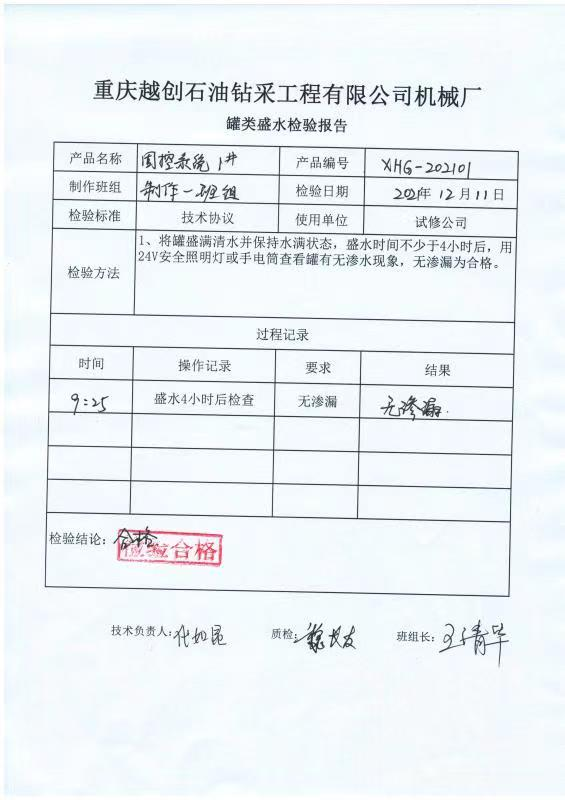 重庆越创石油钻采工程有限公司机械厂
罐类盛水检验报告
产品名称 固控系统1井 产品编号 XHG-202101
制作班组 制作一班组 检验日期 2021年12月11日
检验标准 技术协议 使用单位 试修公司
检验方法 1、将罐盛满清水并保持水满状态，盛水时间不少于4小时后，用
24V安全照明灯或手电筒查看罐有无渗水现象，无渗漏为合格。
过程记录
时间 操作记录 要求 结果
9:25 盛水4小时后检查 无渗漏 无渗漏.
检验结论：合格
检验合格
技术负责人： 质检： 班组长：王青华